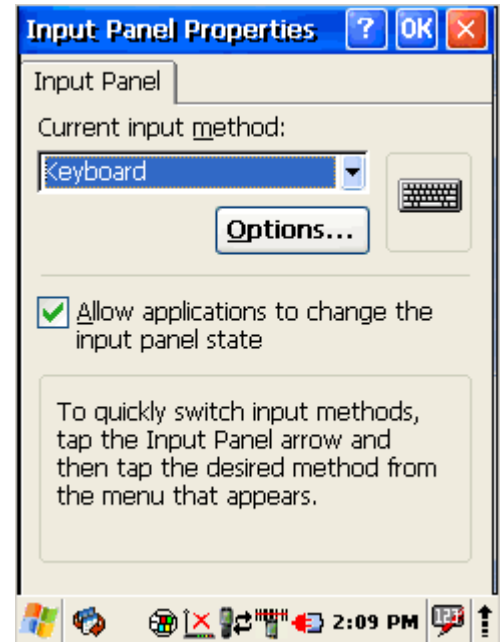 Input Panel Properties ? OK
Input Panel
Current input method:
Keyboard
Options...
Allow applications to change the
input panel state
To quickly switch input methods,
tap the Input Panel arrow and
then tap the desired method from
the menu that appears.
2:09 PM 123